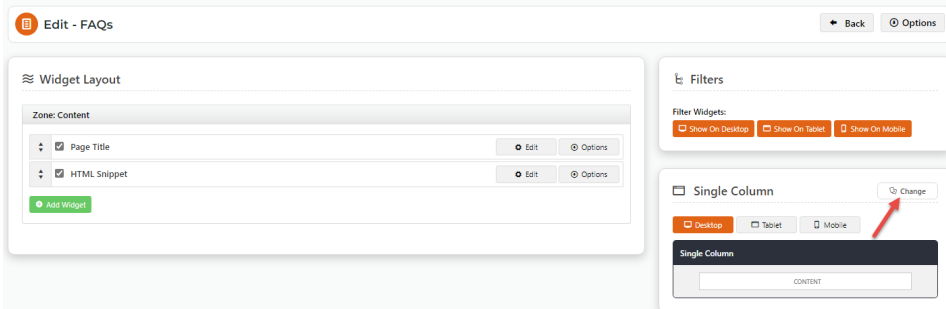 Edit - FAQs
Back
Options
Widget Layout
Zone: Content
Page Title
Edit
Options
HTML Snippet
Edit
Options
Add Widget
Filters
Filter Widgets:
Show On Desktop
Show On Tablet
Show On Mobile
Single Column
Change
Desktop
Tablet
Mobile
Single Column
CONTENT